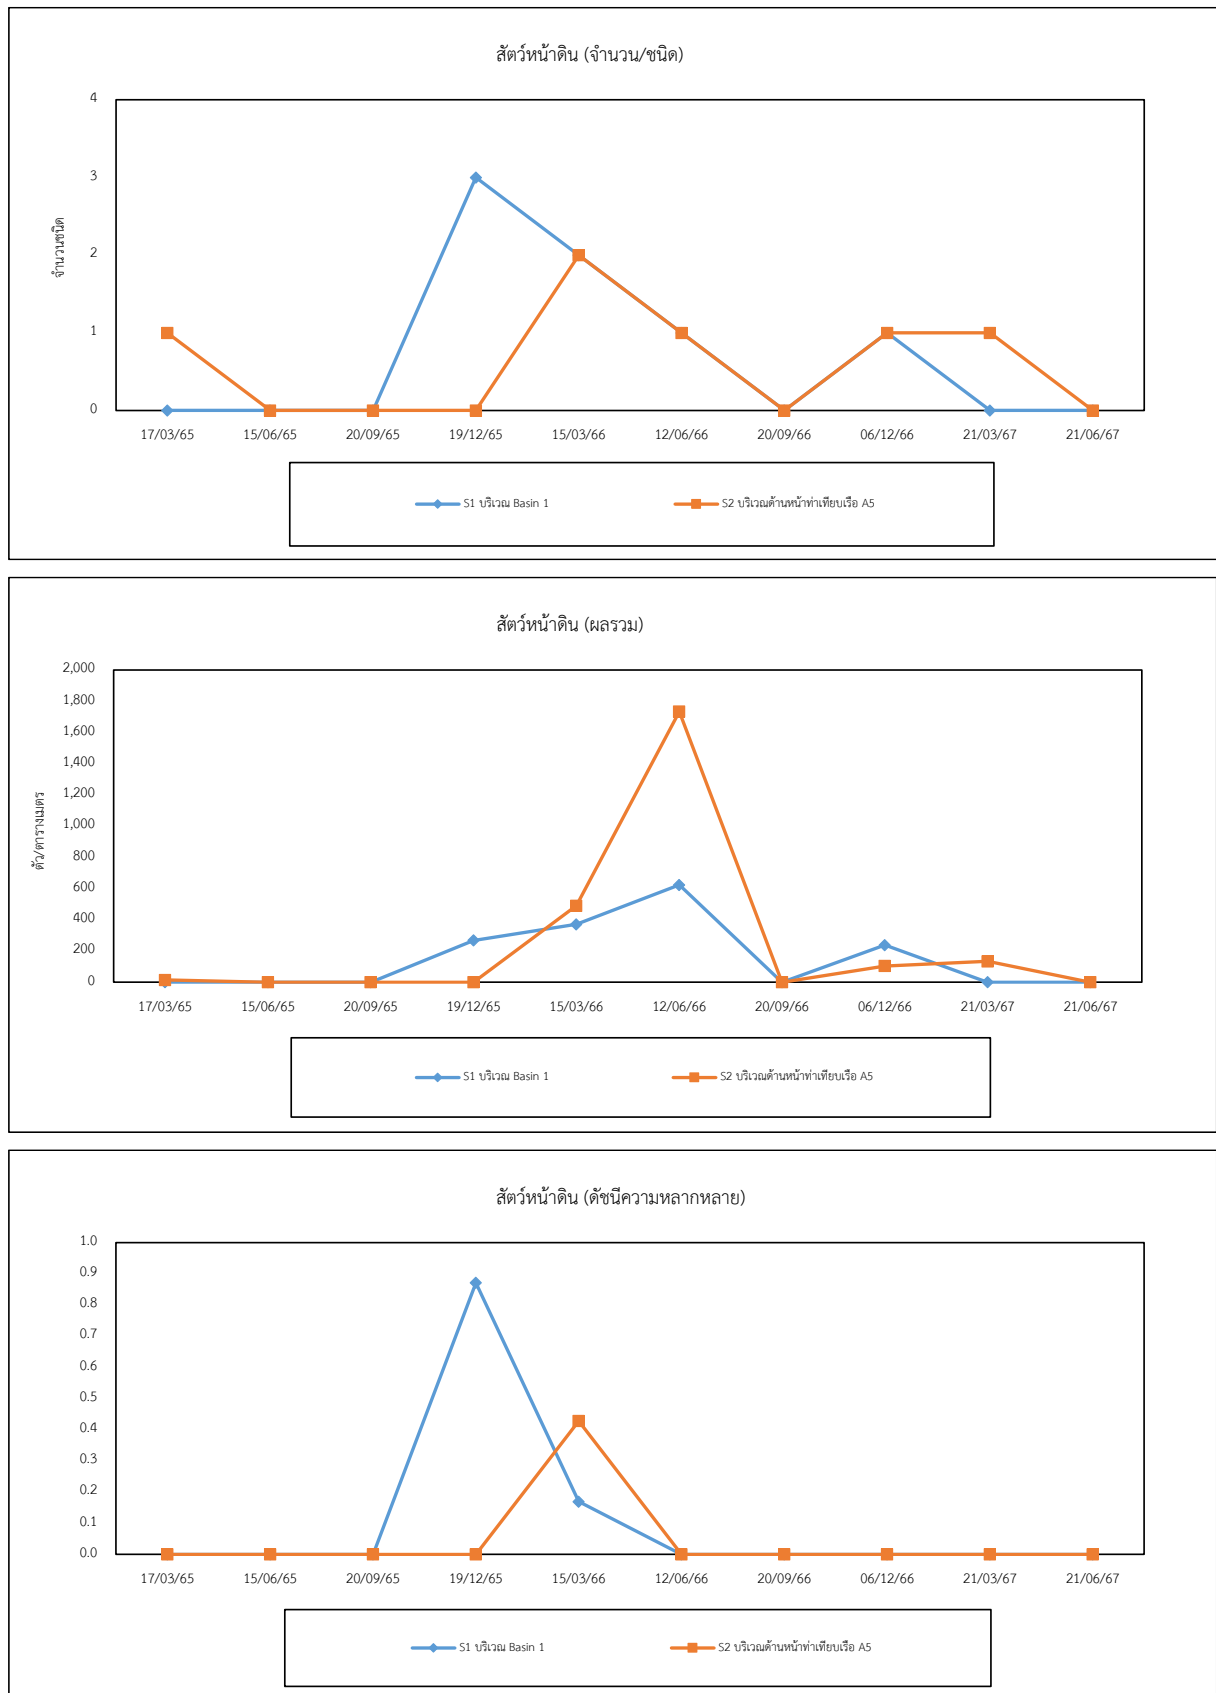 สัตว์หน้าดิน (จำนวน/ชนิด)
4
3
2
1
0
จำนวนชนิด
17/03/65 15/06/65 20/09/65 19/12/65 15/03/66 12/06/66 20/09/66 06/12/66 21/03/67 21/06/67
S1 บริเวณ Basin 1 S2 บริเวณด้านหน้าท่าเทียบเรือ A5
สัตว์หน้าดิน (ผลรวม)
2,000
1,800
1,600
1,400
1,200
1,000
800
600
400
200
0
ตัว/ตารางเมตร
17/03/65 15/06/65 20/09/65 19/12/65 15/03/66 12/06/66 20/09/66 06/12/66 21/03/67 21/06/67
S1 บริเวณ Basin 1 S2 บริเวณด้านหน้าท่าเทียบเรือ A5
สัตว์หน้าดิน (ดัชนีความหลากหลาย)
1.0
0.9
0.8
0.7
0.6
0.5
0.4
0.3
0.2
0.1
0.0
17/03/65 15/06/65 20/09/65 19/12/65 15/03/66 12/06/66 20/09/66 06/12/66 21/03/67 21/06/67
S1 บริเวณ Basin 1 S2 บริเวณด้านหน้าท่าเทียบเรือ A5